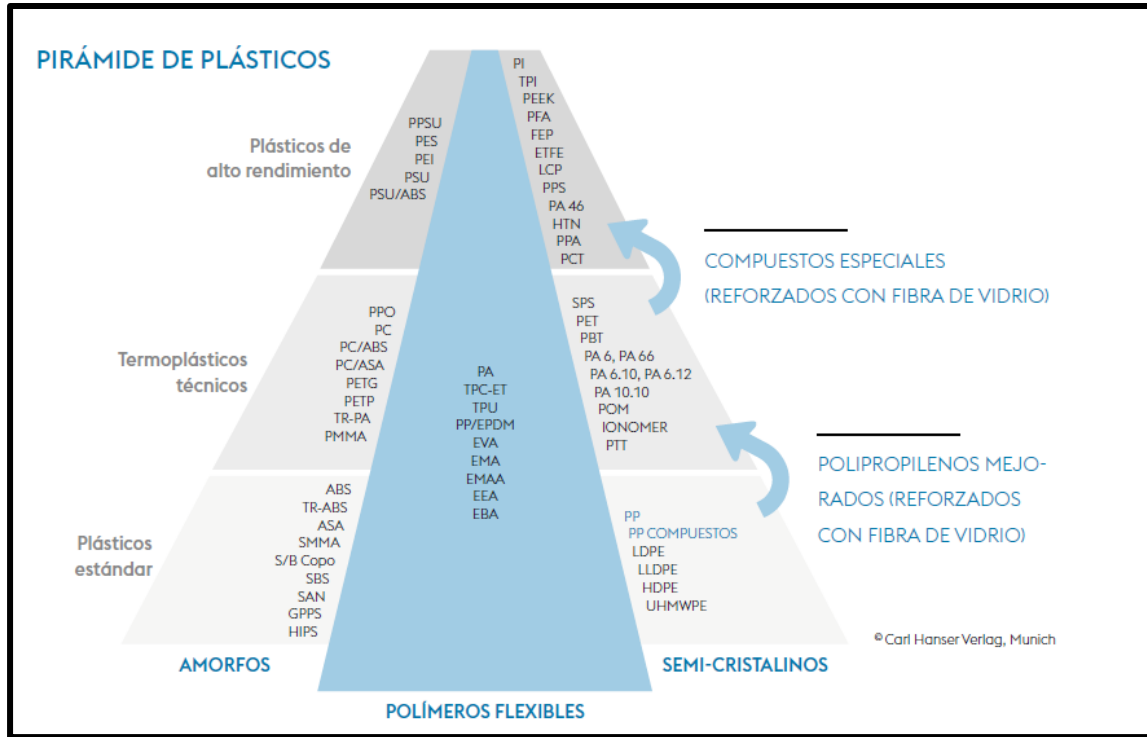 PIRÁMIDE DE PLÁSTICOS
Plásticos de
alto rendimiento
PPSU
PES
PEI
PSU
PSU/ABS
PI
TPI
PEEK
PFA
FEP
ETFE
LCP
PPS
PA 46
HTN
PPA
PCT
COMPUESTOS ESPECIALES
(REFORZADOS CON FIBRA DE VIDRIO)
Termoplásticos
técnicos
PPO
PC
PC/ABS
PC/ASA
PETG
PETP
TR-PA
PMMA
PA
TPC-ET
TPU
PP/EPDM
EVA
EMA
EMAA
EEA
EBA
SPS
PET
PBT
PA 6, PA 66
PA 6.10, PA 6.12
PA 10.10
POM
IONOMER
PTT
POLIPROPILENOS MEJO-
RADOS (REFORZADOS
CON FIBRA DE VIDRIO)
Plásticos
estándar
ABS
TR-ABS
ASA
SMMA
S/B Copo
SBS
SAN
GPPS
HIPS
PP
PP COMPUESTOS
LDPE
LLDPE
HDPE
UHMWPE
© Carl Hanser Verlag, Munich
AMORFOS
SEMI-CRISTALINOS
POLÍMEROS FLEXIBLES